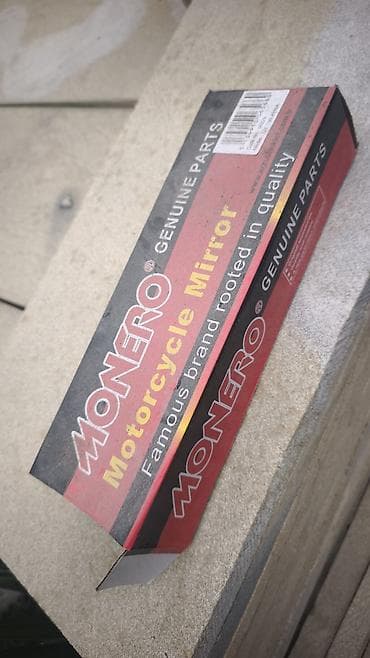 MONERO GENUINE PARTS
Motorcycle Mirror
Famous brand rooted in quality
MONERO GENUINE PARTS